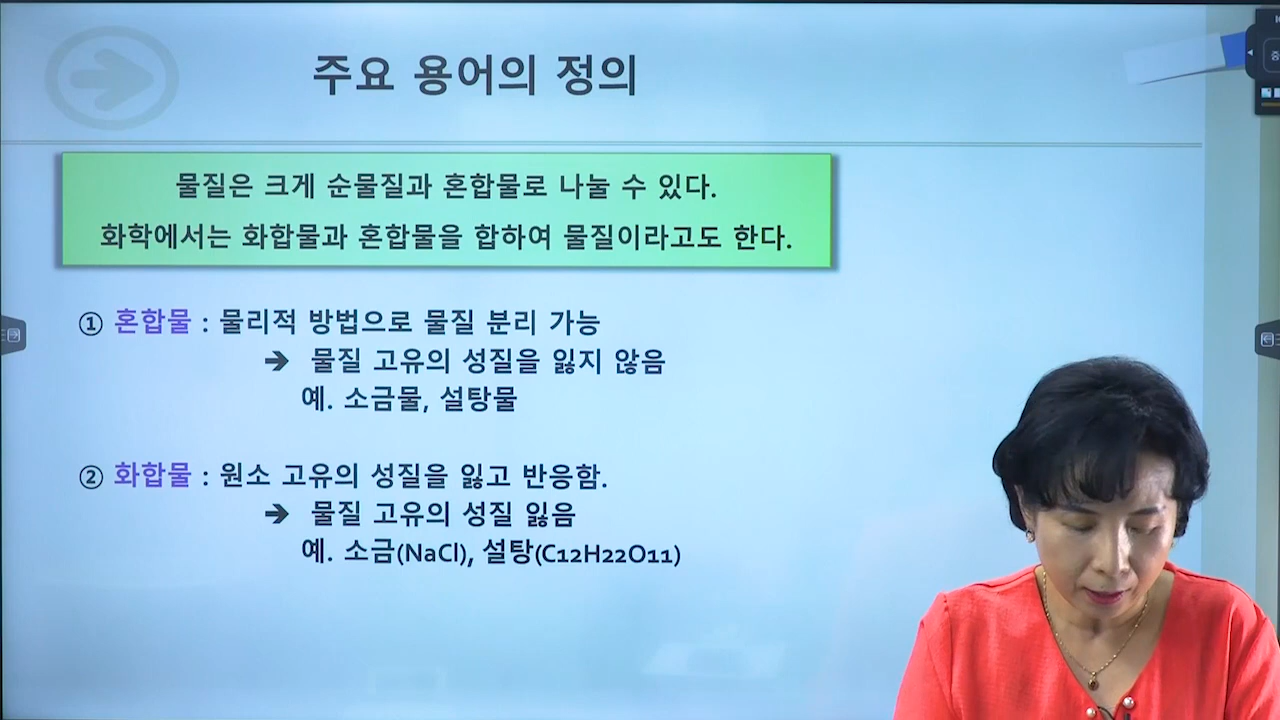 주요 용어의 정의
물질은 크게 순물질과 혼합물로 나눌 수 있다.
화학에서는 화합물과 혼합물을 합하여 물질이라고도 한다.
① 혼합물 : 물리적 방법으로 물질 분리 가능
➔ 물질 고유의 성질을 잃지 않음
예. 소금물, 설탕물
② 화합물 : 원소 고유의 성질을 잃고 반응함.
➔ 물질 고유의 성질 잃음
예. 소금(NaCl), 설탕(C12H22O11)